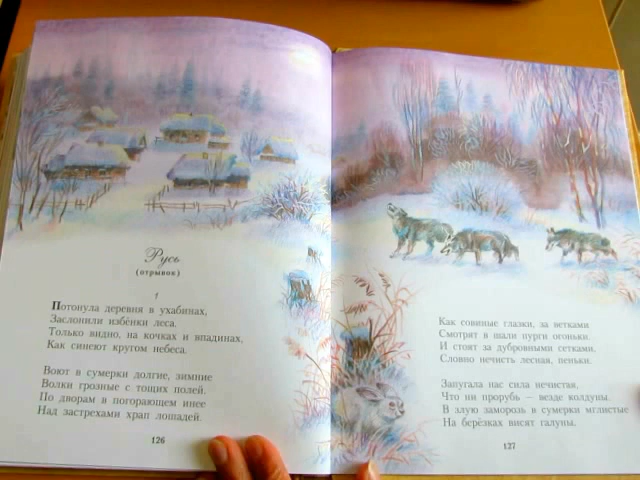 Русь
(отрывок)
1
Потонула деревня в ухабинах,
Заслонили избёнки леса.
Только видно, на кочках и впадинах,
Как синеют кругом небеса.
Воют в сумерки долгие, зимние
Волки грозные с тощих полей.
По дворам в погорающем инее
Над застрехами храп лошадей.
126
Как совиные глазки, за ветками
Смотрят в шали пурги огоньки.
И стоят за дубровными сетками,
Словно нечисть лесная, пеньки.
Запугала нас сила нечистая,
Что ни прорубь — везде колдуны.
В злую заморозь в сумерки мглистые
На берёзках висят галуны.
127